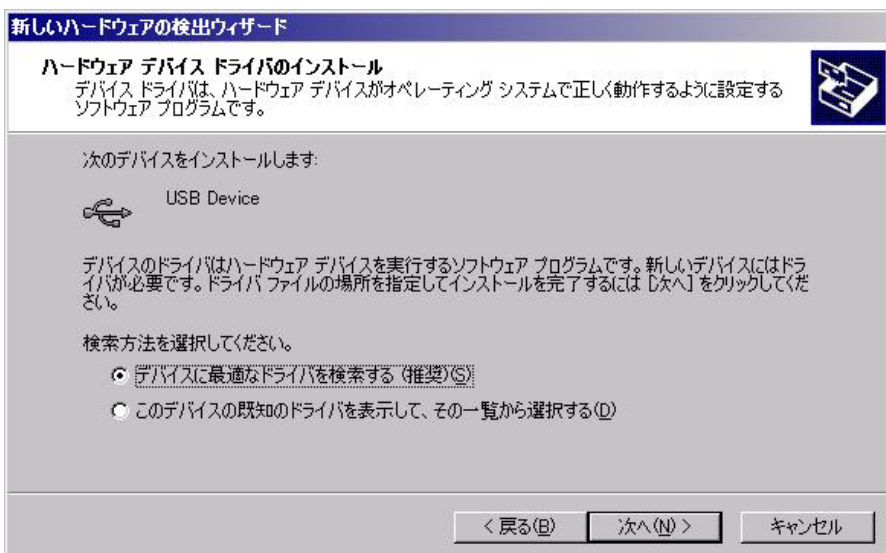 新しいハードウェアの検出ウィザード
ハードウェア デバイス ドライバのインストール
デバイス ドライバは、ハードウェア デバイスがオペレーティング システムで正しく動作するように設定する
ソフトウェア プログラムです。
次のデバイスをインストールします:
USB Device
デバイスのドライバはハードウェア デバイスを実行するソフトウェア プログラムです。新しいデバイスにはドラ
イバが必要です。ドライバ ファイルの場所を指定してインストールを完了するには [次へ] をクリックしてくだ
さい。
検索方法を選択してください。
デバイスに最適なドライバを検索する (推奨)(S)
このデバイスの既知のドライバを表示して、その一覧から選択する(D)
< 戻る(B) 次へ(N) > キャンセル